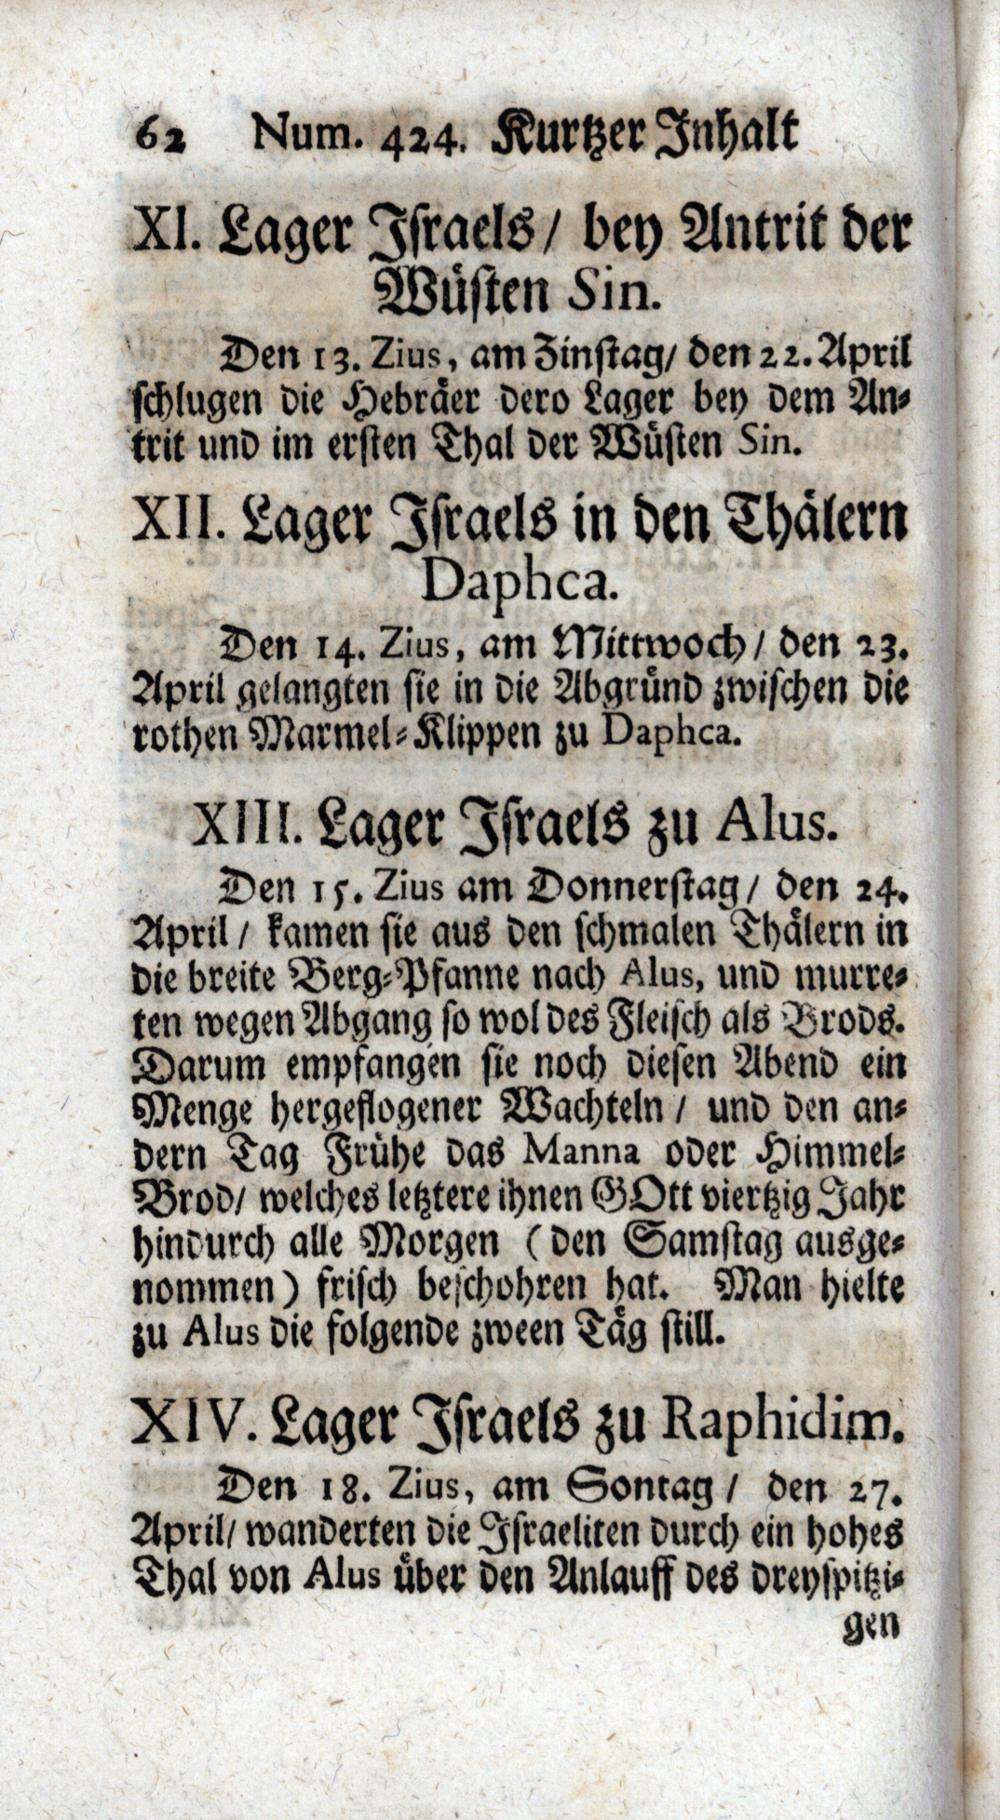 62 Num. 424. Kurtzer Inhalt
XI. Lager Iſraels / bey Antrit der
Wüſten Sin.
Den 13. Zius, am Zinſtag / den 22. April
ſchlugen die Hebräer dero Lager bey dem An-
trit und im erſten Thal der Wüſten Sin.
XII. Lager Iſraels in den Thälern
Daphca.
Den 14. Zius, am Mittwoch / den 23.
April gelangten ſie in die Abgründ zwiſchen die
rothen Marmel-Klippen zu Daphca.
XIII. Lager Iſraels zu Alus.
Den 15. Zius am Donnerſtag / den 24.
April / kamen ſie aus den ſchmalen Thälern in
die breite Berg-Pfanne nach Alus, und murre-
ten wegen Abgang ſo wol des Fleiſch als Brods.
Darum empfangen ſie noch dieſen Abend ein
Menge hergeflogener Wachteln / und den an-
dern Tag Frühe das Manna oder Himmel-
Brod / welches letztere ihnen GOtt viertzig Jahr
hindurch alle Morgen (den Samſtag ausge-
nommen) friſch beſchohren hat. Man hielte
zu Alus die folgende zween Täg ſtill.
XIV. Lager Iſraels zu Raphidim.
Den 18. Zius, am Sontag / den 27.
April / wanderten die Iſraeliten durch ein hohes
Thal von Alus über den Anlauff des dreyſpitzi-
gen